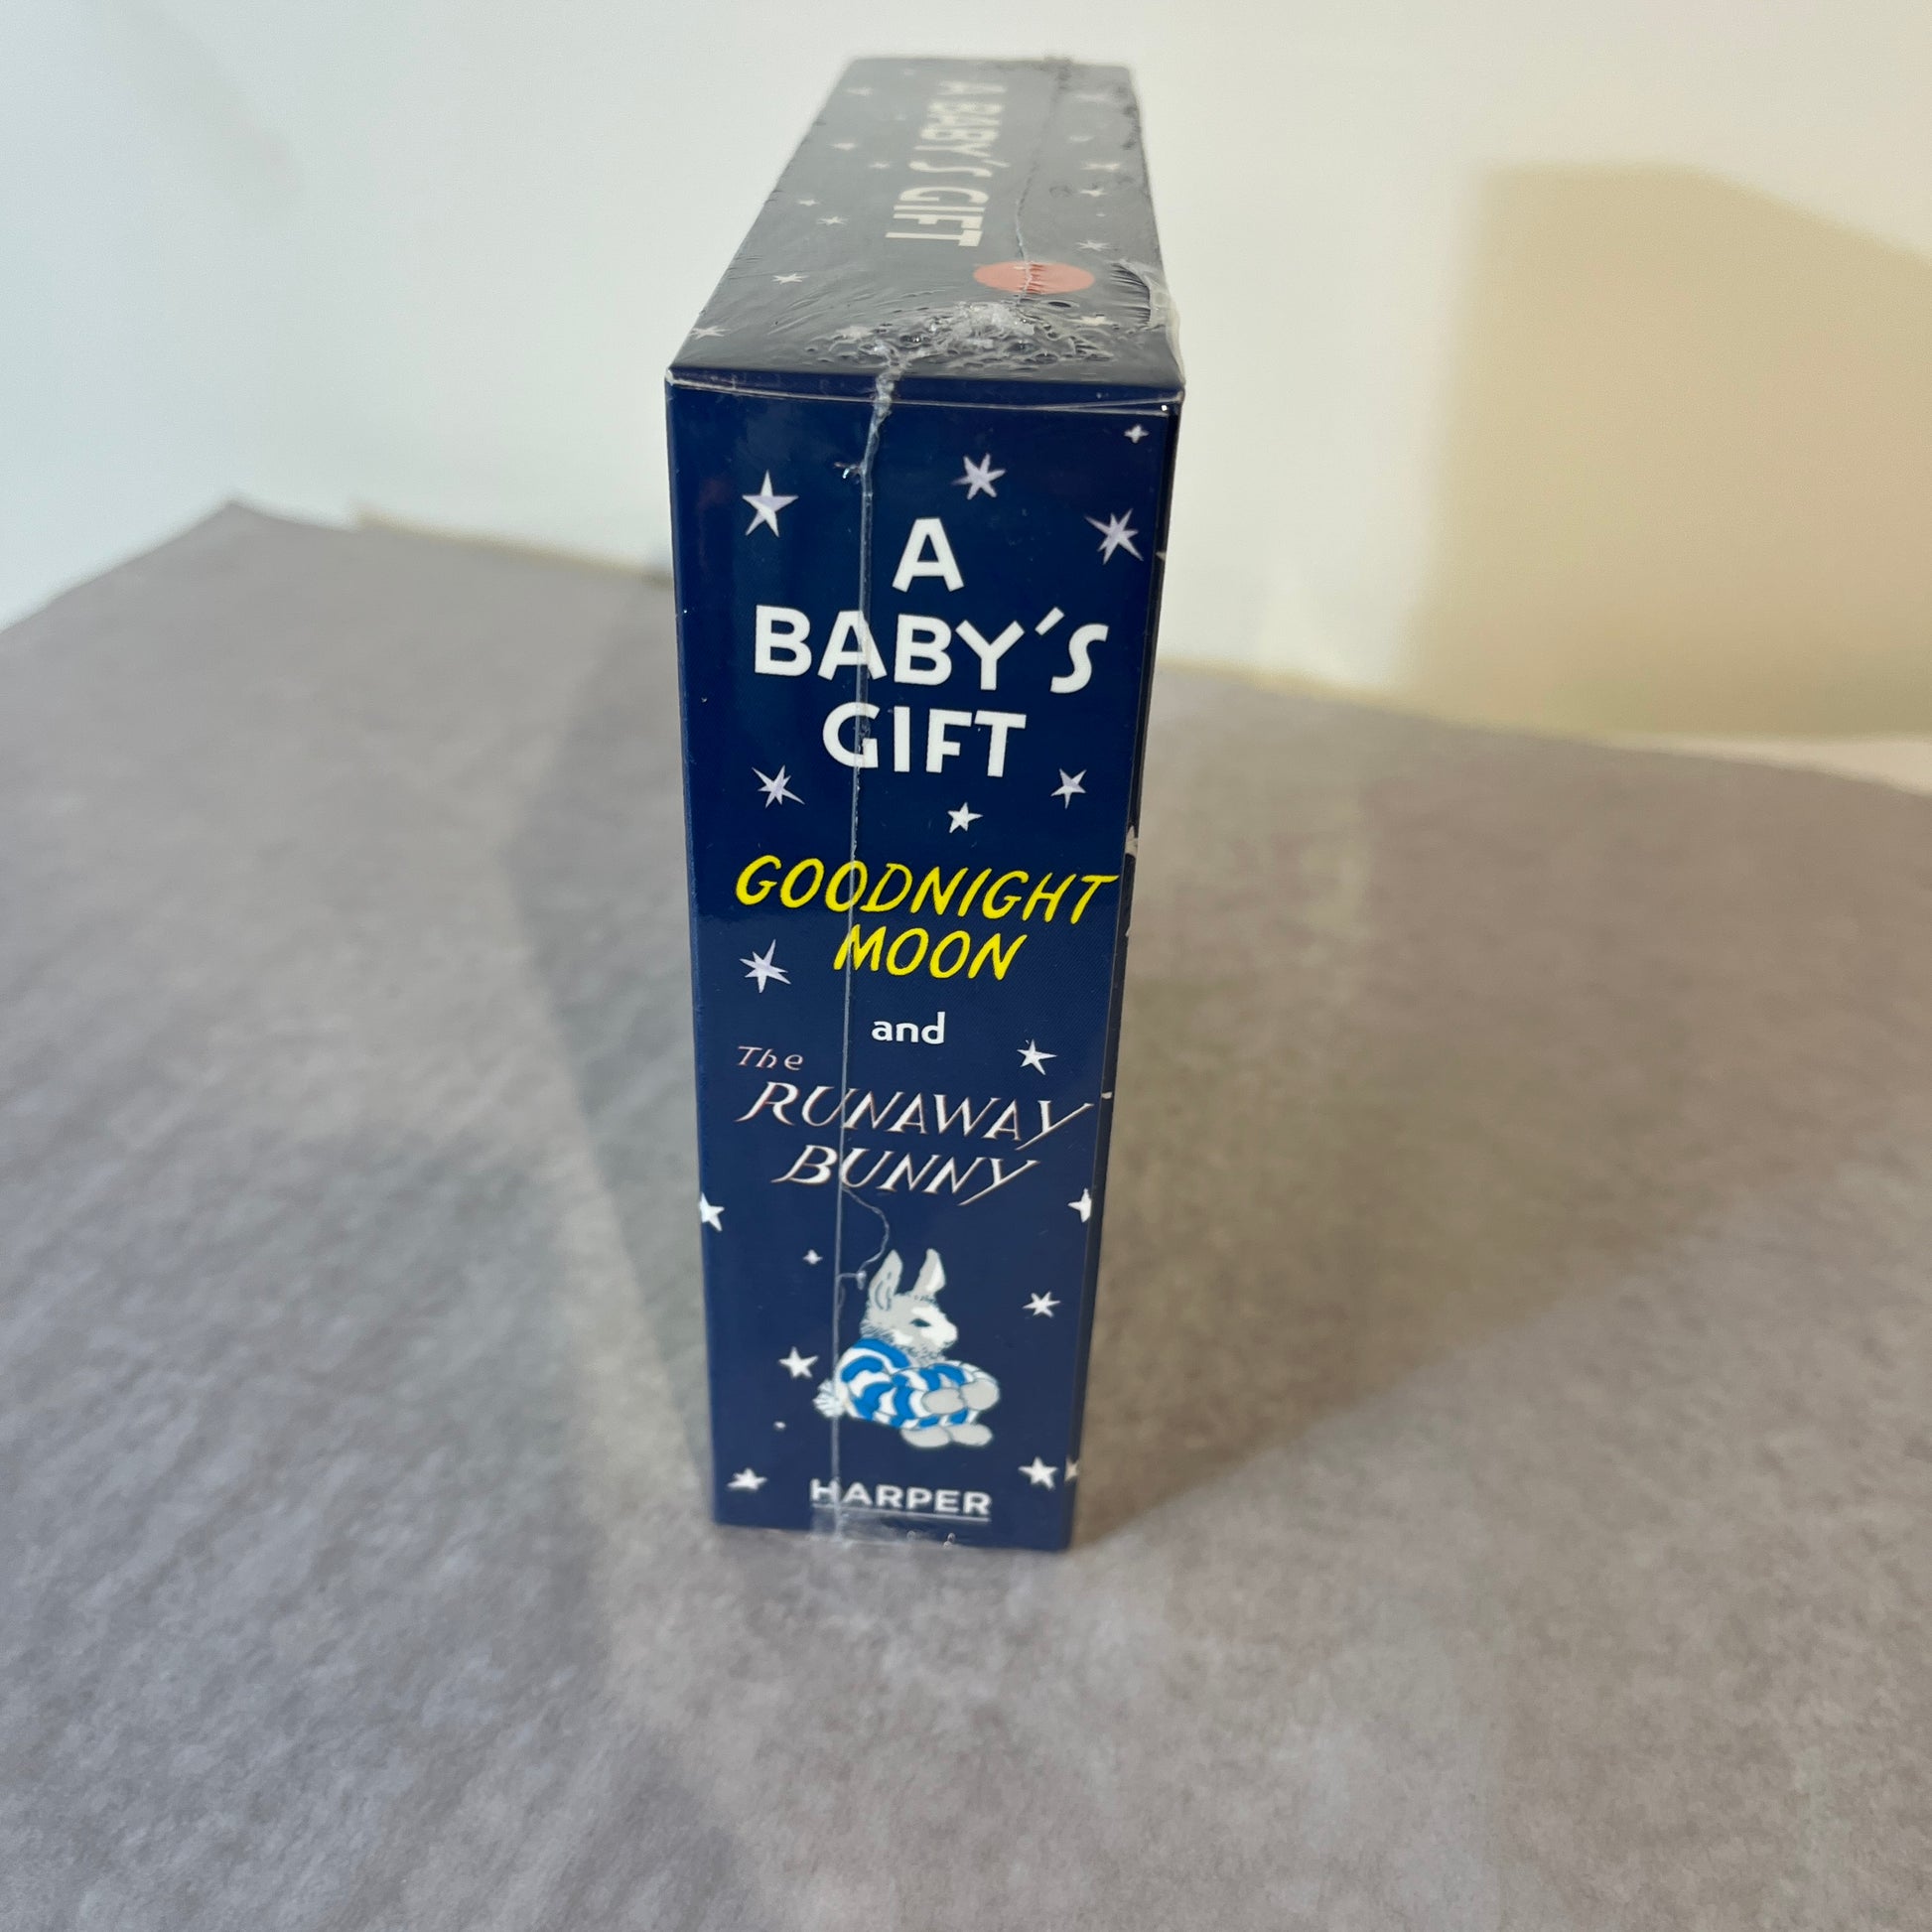 A BABY'S GIFT
A
BABY'S
GIFT
GOODNIGHT
MOON
and
The
RUNAWAY
BUNNY
HARPER